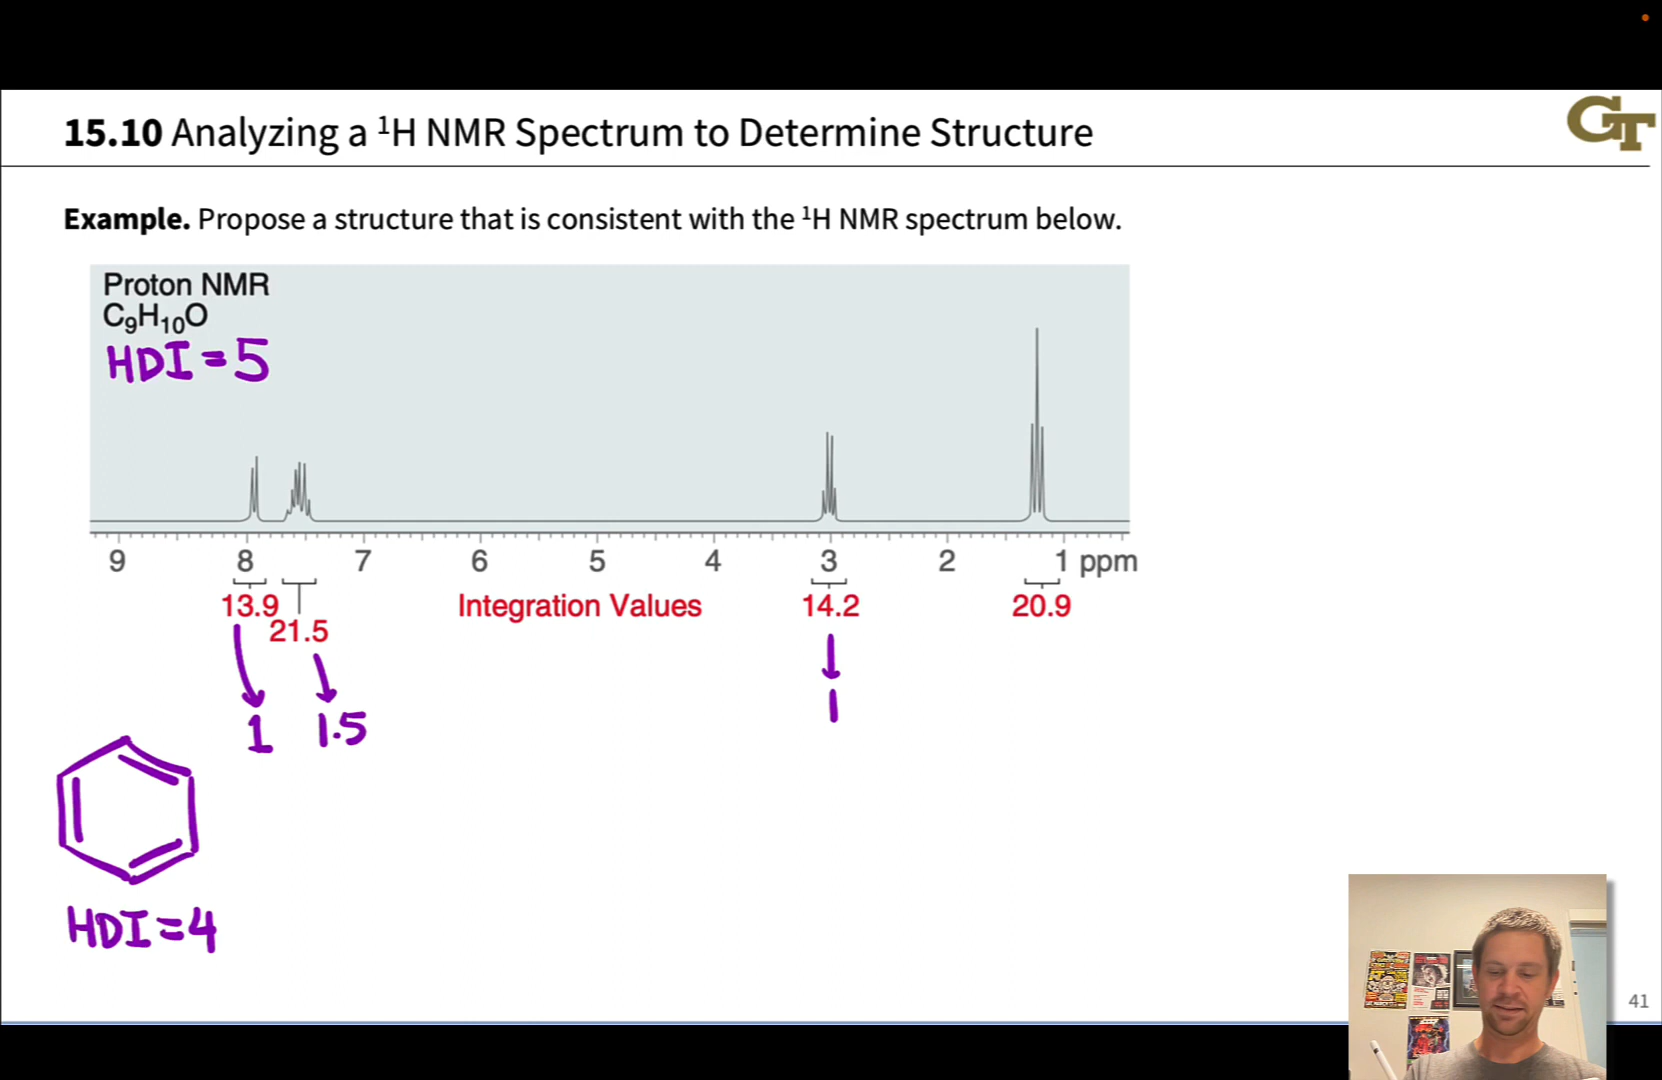 GT
15.10 Analyzing a ¹H NMR Spectrum to Determine Structure
Example. Propose a structure that is consistent with the ¹H NMR spectrum below.
Proton NMR
C₉H₁₀O
HDI = 5
9 8 7 6 5 4 3 2 1 ppm
13.9 Integration Values 14.2 20.9
21.5
1 1.5 1
HDI = 4
41